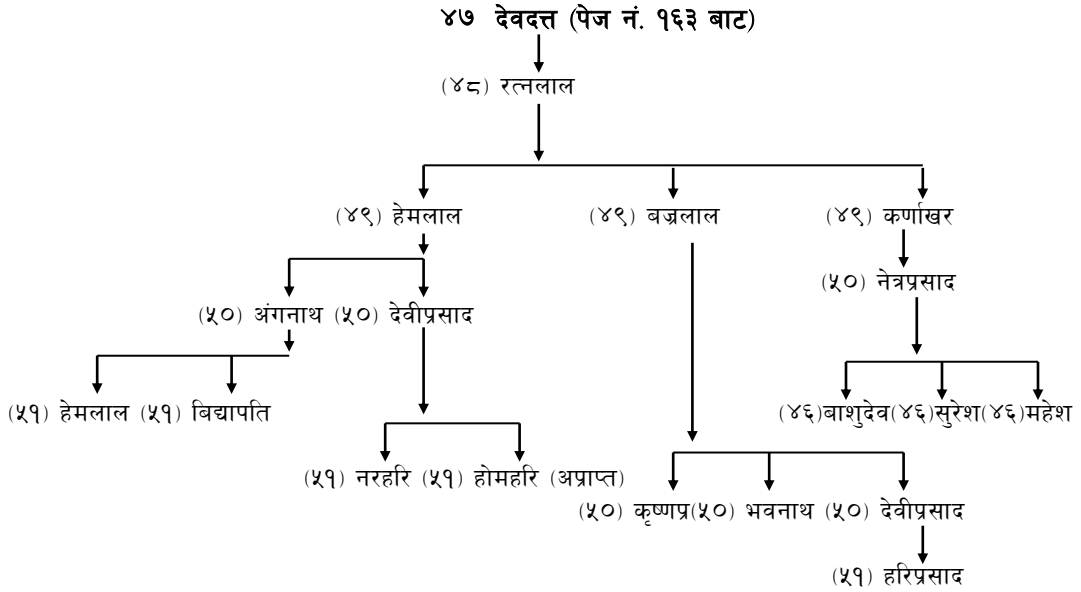 ४७ देवदत्त (पेज नं. १६३ बाट)
(४८) रत्नलाल
(४९) हेमलाल (४९) बज्रलाल (४९) कर्णाखर
(५०) नेत्रप्रसाद
(५०) अंगनाथ (५०) देवीप्रसाद
(५१) हेमलाल (५१) बिद्यापति (४६)बाशुदेव(४६)सुरेश(४६)महेश
(५१) नरहरि (५१) होमहरि (अप्राप्त)
(५०) कृष्णप्र(५०) भवनाथ (५०) देवीप्रसाद
(५१) हरिप्रसाद